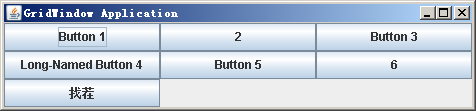 GridWindow Application
Button 1 2 Button 3
Long-Named Button 4 Button 5 6
找茬